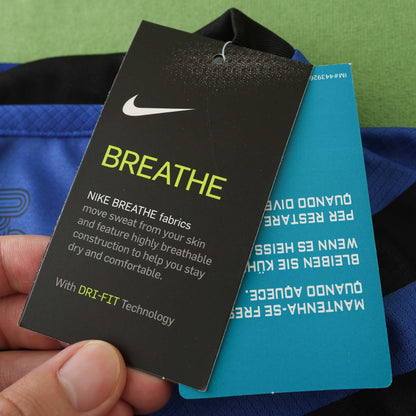 BREATHE
NIKE BREATHE fabrics
move sweat from your skin
and feature highly breathable
construction to help you stay
dry and comfortable.
With DRI-FIT Technology
MANTENHA-SE FRES
QUANDO AQUECE.
BLEIBEN SIE KÜH
WENN ES HEISS
PER RESTARE
QUANDO DIVE
IM#44392